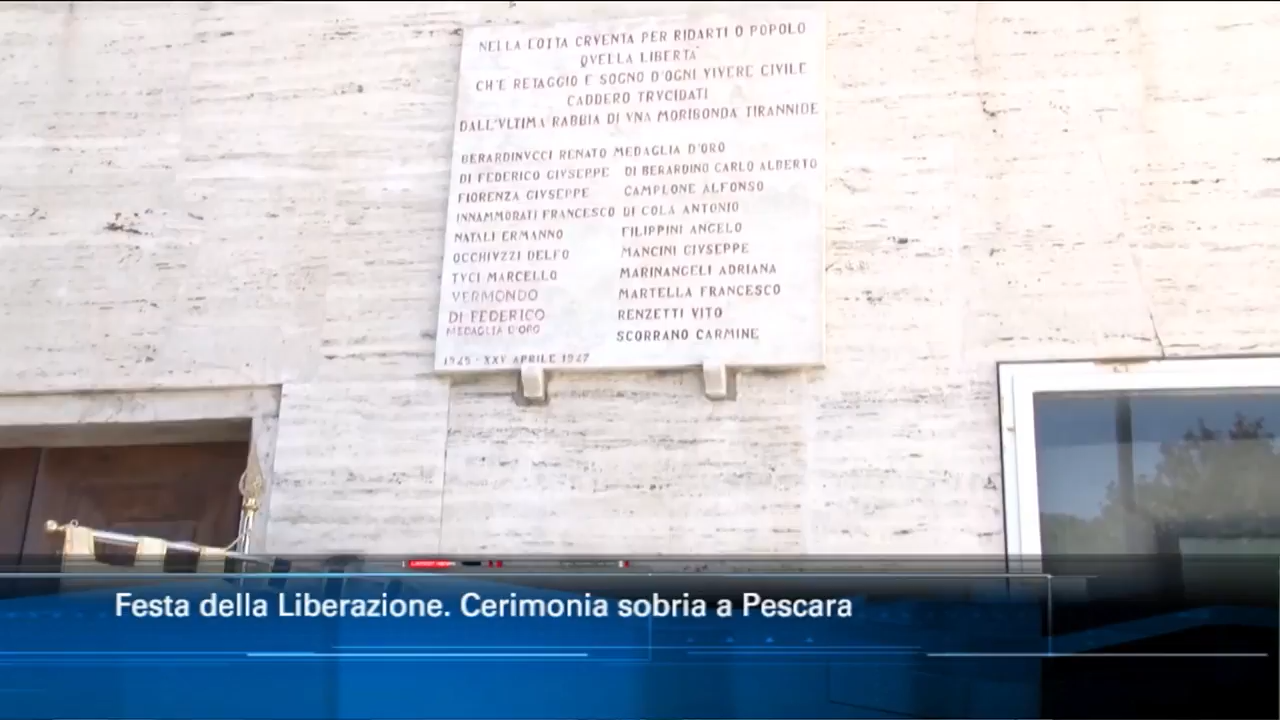 NELLA LOTTA CRVENTA PER RIDARTI O POPOLO
QVELLA LIBERTA'
CH'E RETAGGIO E SOGNO D'OGNI VIVERE CIVILE
CADDERO TRVCIDATI
DALL'VLTIMA RABBIA DI VNA MORIBONDA TIRANNIDE
BERARDINVCCI RENATO MEDAGLIA D'ORO
DI FEDERICO GIVSEPPE DI BERARDINO CARLO ALBERTO
FIORENZA GIVSEPPE CAMPLONE ALFONSO
INNAMMORATI FRANCESCO DI COLA ANTONIO
NATALI ERMANNO FILIPPINI ANGELO
OCCHIVZZI DELFO MANCINI GIVSEPPE
TVCI MARCELLO MARINANGELI ADRIANA
VERMONDO MARTELLA FRANCESCO
DI FEDERICO RENZETTI VITO
MEDAGLIA D'ORO SCORRANO CARMINE
1945 - XXV APRILE 1947
Festa della Liberazione. Cerimonia sobria a Pescara